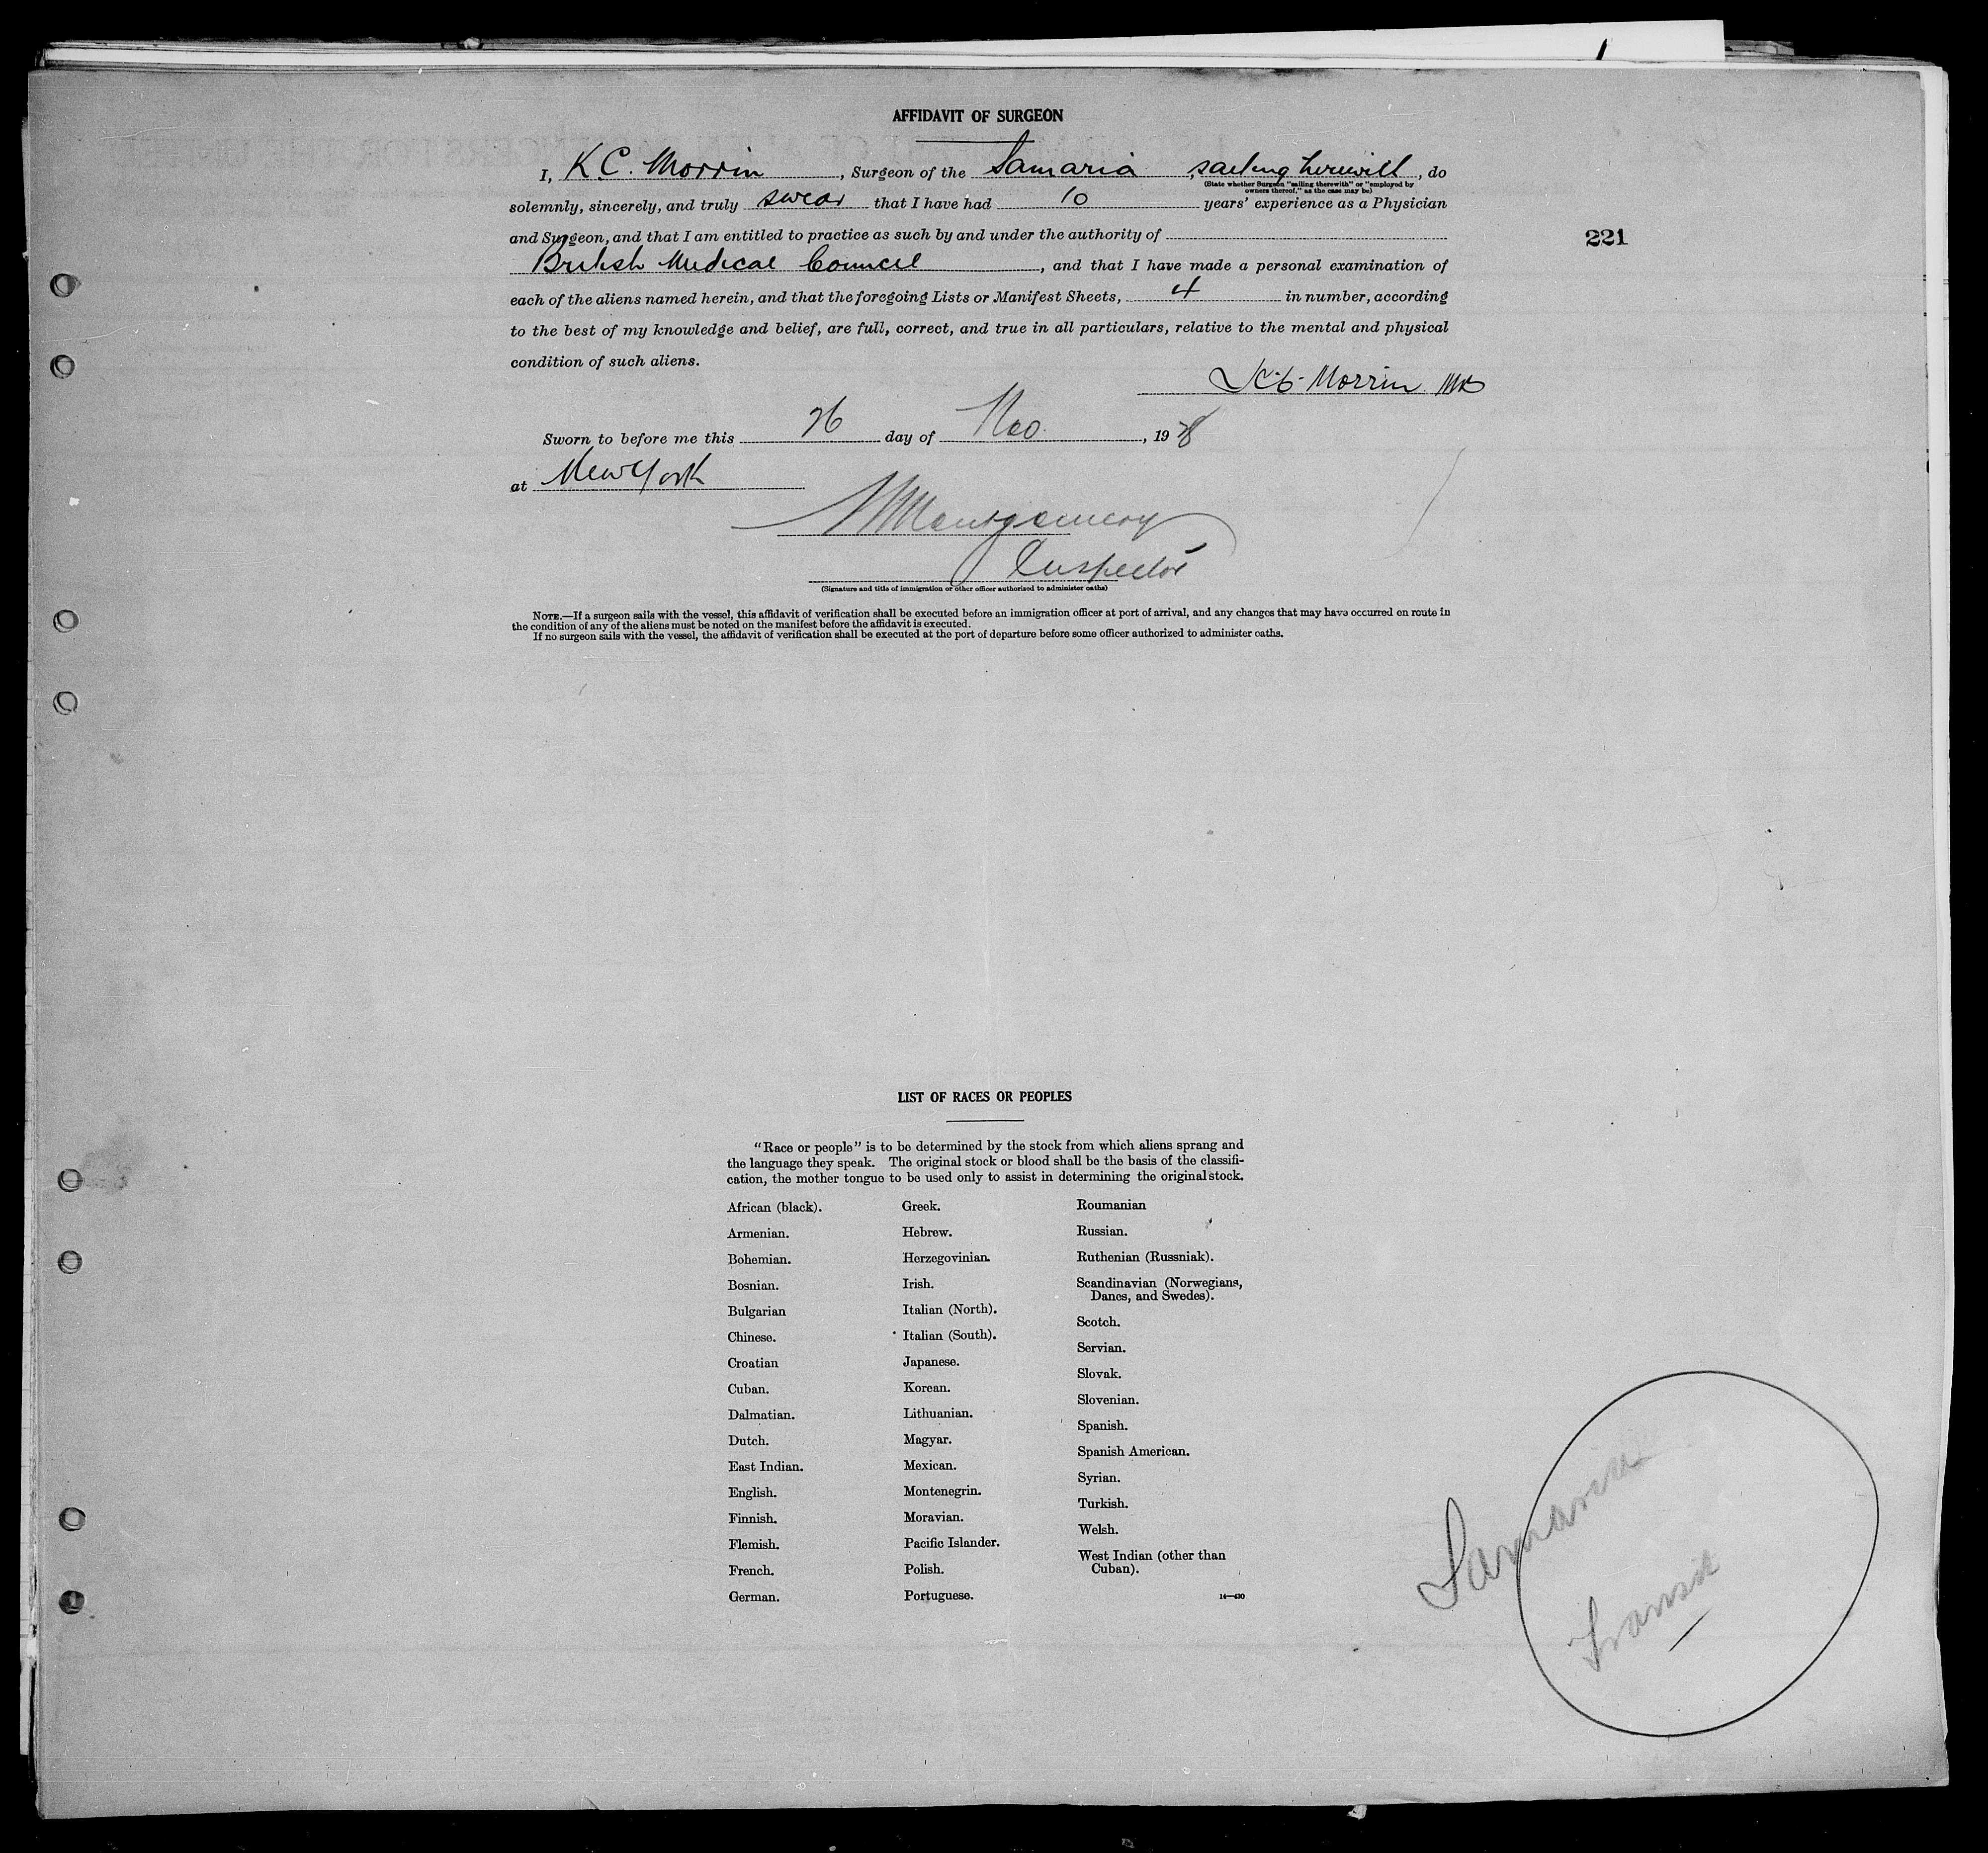 AFFIDAVIT OF SURGEON
I, K.C. Morrin, Surgeon of the Samaria, sailing herewith, do
(State whether Surgeon "sailing therewith" or "employed by
owners thereof," as the case may be)
solemnly, sincerely, and truly swear that I have had 10 years' experience as a Physician
and Surgeon, and that I am entitled to practice as such by and under the authority of
British Medical Council, and that I have made a personal examination of
each of the aliens named herein, and that the foregoing Lists or Manifest Sheets, 4 in number, according
to the best of my knowledge and belief, are full, correct, and true in all particulars, relative to the mental and physical
condition of such aliens.
K.C. Morrin.
Sworn to before me this 26 day of Nov., 1928
at New York
Montgomery
Inspector
(Signature and title of immigration or other officer authorized to administer oaths)
NOTE.—If a surgeon sails with the vessel, this affidavit of verification shall be executed before an immigration officer at port of arrival, and any changes that may have occurred en route in
the condition of any of the aliens must be noted on the manifest before the affidavit is executed.
If no surgeon sails with the vessel, the affidavit of verification shall be executed at the port of departure before some officer authorized to administer oaths.
221
LIST OF RACES OR PEOPLES
"Race or people" is to be determined by the stock from which aliens sprang and
the language they speak. The original stock or blood shall be the basis of the classifi-
cation, the mother tongue to be used only to assist in determining the original stock.
African (black).
Armenian.
Bohemian.
Bosnian.
Bulgarian
Chinese.
Croatian
Cuban.
Dalmatian.
Dutch.
East Indian.
English.
Finnish.
Flemish.
French.
German.
Greek.
Hebrew.
Herzegovinian.
Irish.
Italian (North).
Italian (South).
Japanese.
Korean.
Lithuanian.
Magyar.
Mexican.
Montenegrin.
Moravian.
Pacific Islander.
Polish.
Portuguese.
Roumanian
Russian.
Ruthenian (Russniak).
Scandinavian (Norwegians,
Danes, and Swedes).
Scotch.
Servian.
Slovak.
Slovenian.
Spanish.
Spanish American.
Syrian.
Turkish.
Welsh.
West Indian (other than
Cuban).
14—430
Samaria